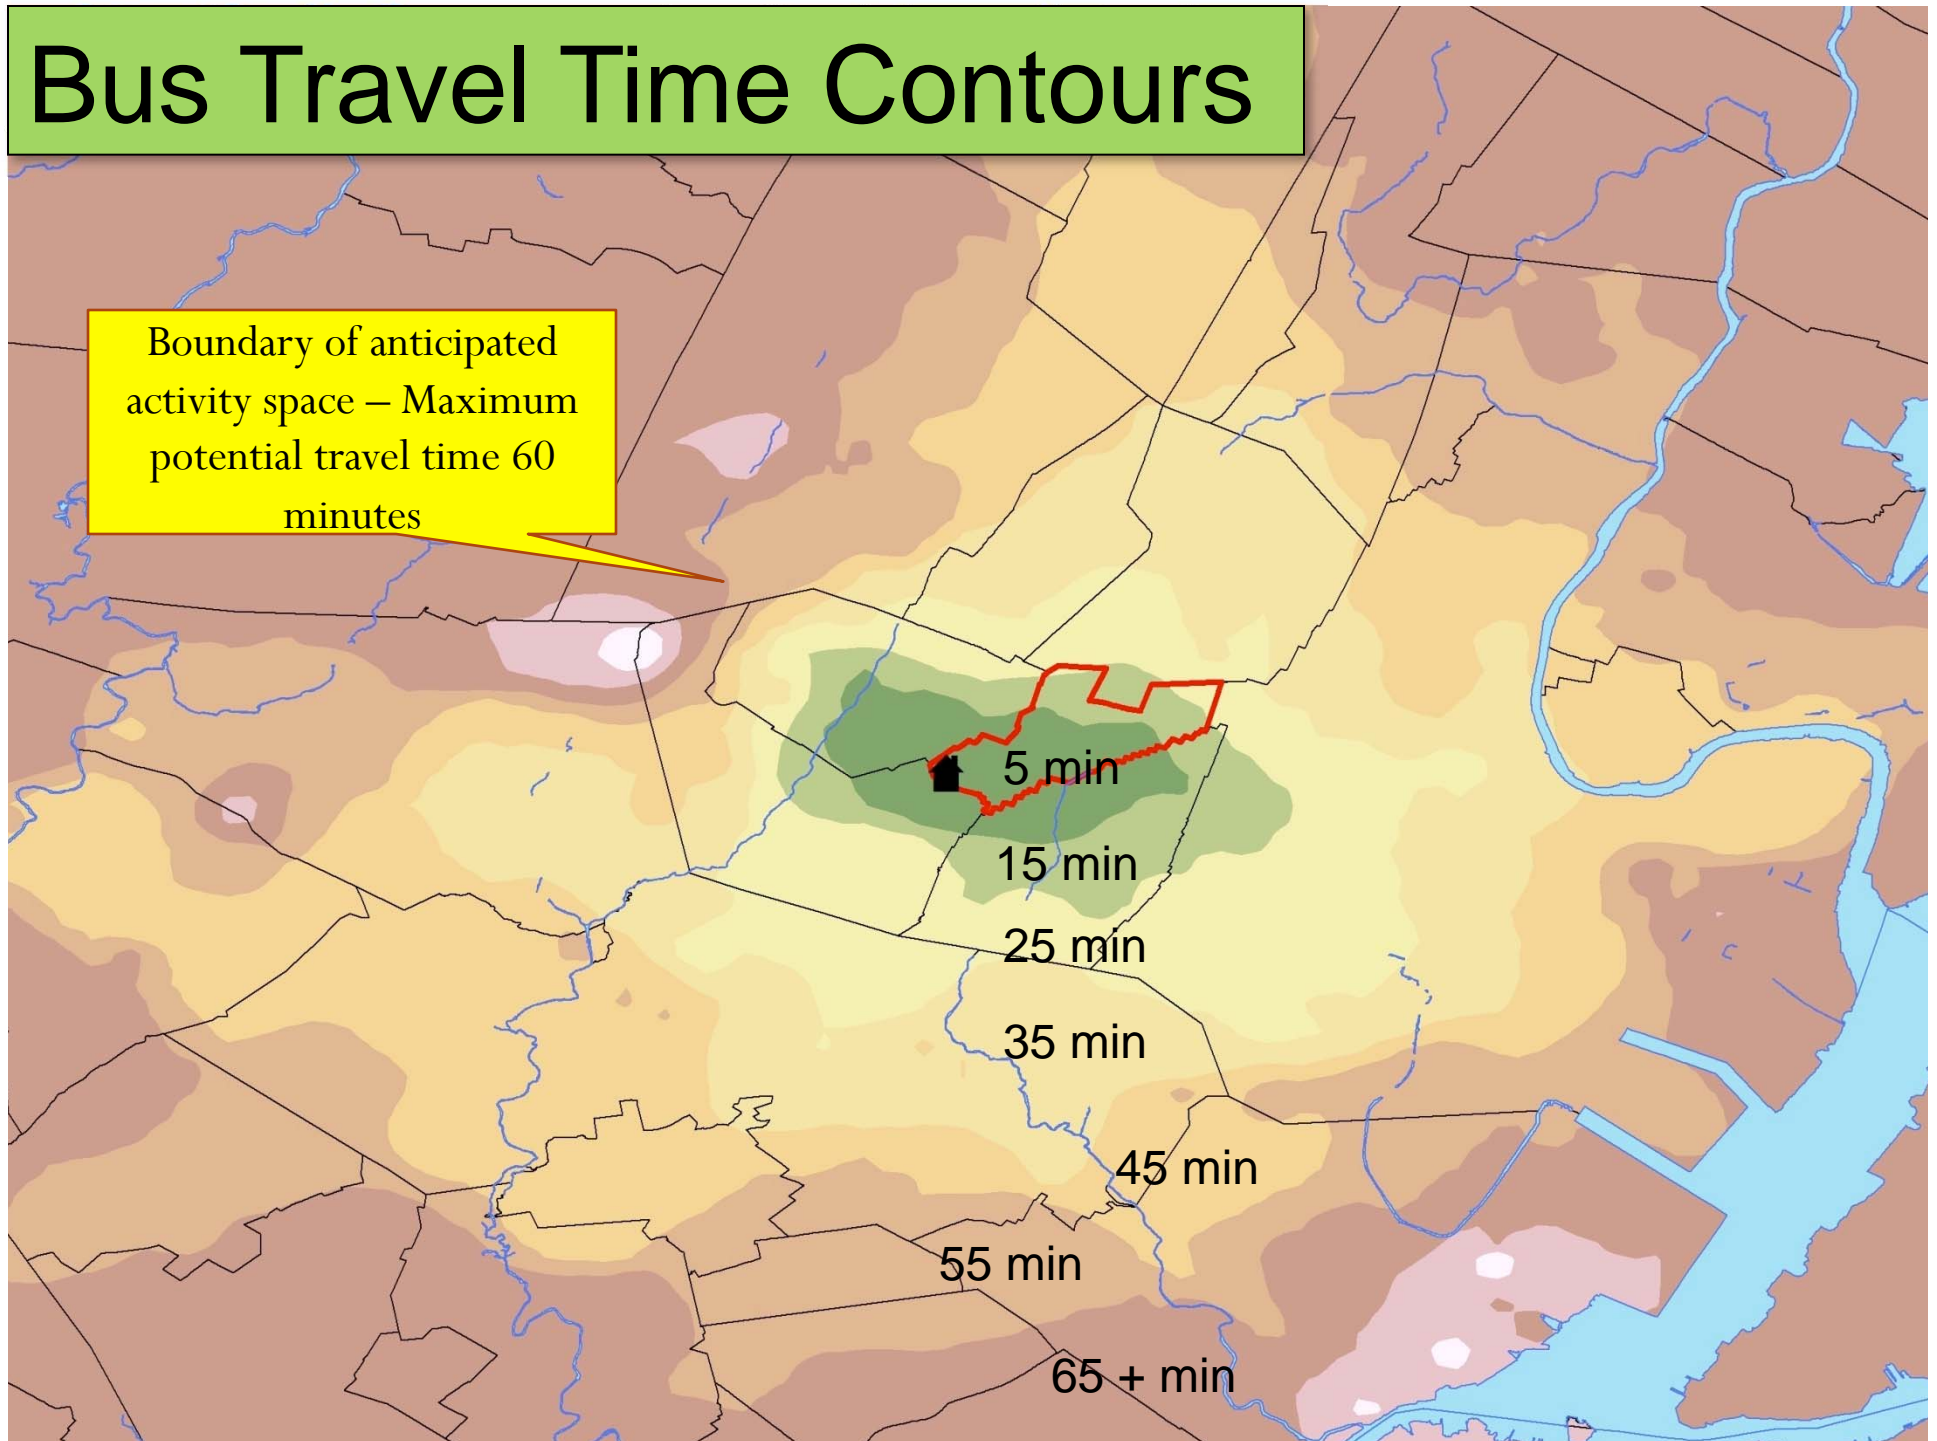 Bus Travel Time Contours
Boundary of anticipated
activity space – Maximum
potential travel time 60
minutes
5 min
15 min
25 min
35 min
45 min
55 min
65 + min